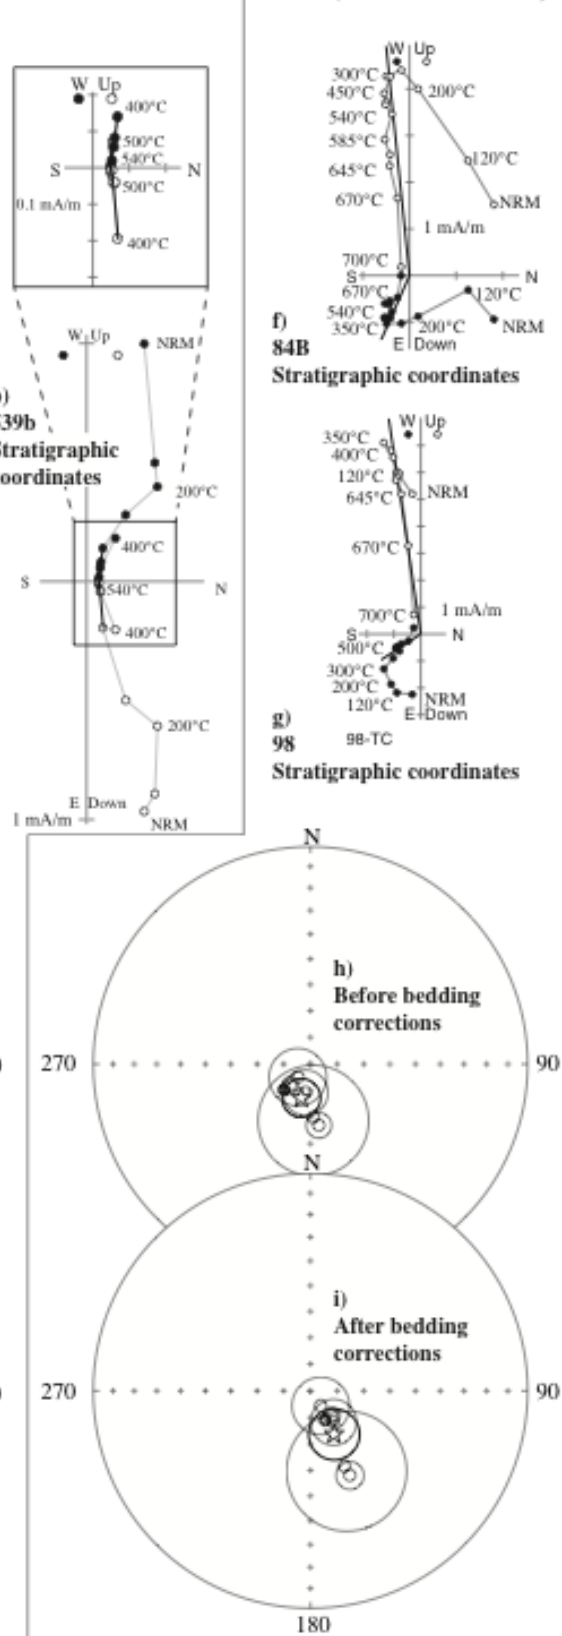 W Up
400°C
500°C
540°C
S N
500°C
0.1 mA/m
400°C
W Up
NRM
39b
Stratigraphic
coordinates
200°C
400°C
S N
540°C
400°C
200°C
E Down
1 mA/m
NRM
W Up
300°C
450°C
200°C
540°C
585°C
120°C
645°C
670°C
NRM
1 mA/m
700°C
S N
670°C
120°C
540°C
350°C
200°C
NRM
E Down
f)
84B
Stratigraphic coordinates
W Up
350°C
400°C
120°C
645°C
NRM
670°C
700°C
1 mA/m
S N
500°C
300°C
200°C
120°C
NRM
E Down
g)
98
98-TC
Stratigraphic coordinates
N
h)
Before bedding
corrections
270
90
N
i)
After bedding
corrections
270
90
180